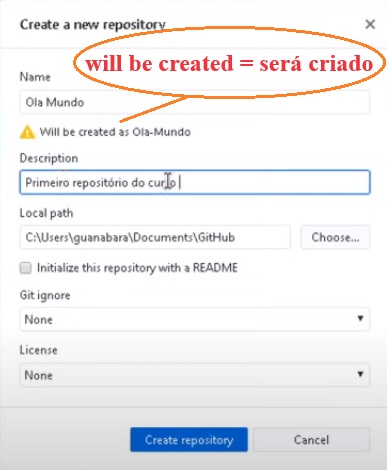 Create a new repository
will be created = será criado
Name
Ola Mundo
Will be created as Ola-Mundo
Description
Primeiro repositório do curso
Local path
C:\Users\guanabara\Documents\GitHub
Choose...
Initialize this repository with a README
Git ignore
None
License
None
Create repository
Cancel